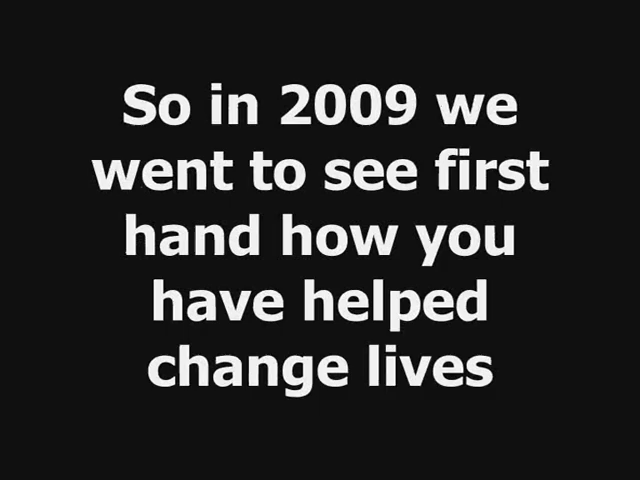 So in 2009 we
went to see first
hand how you
have helped
change lives